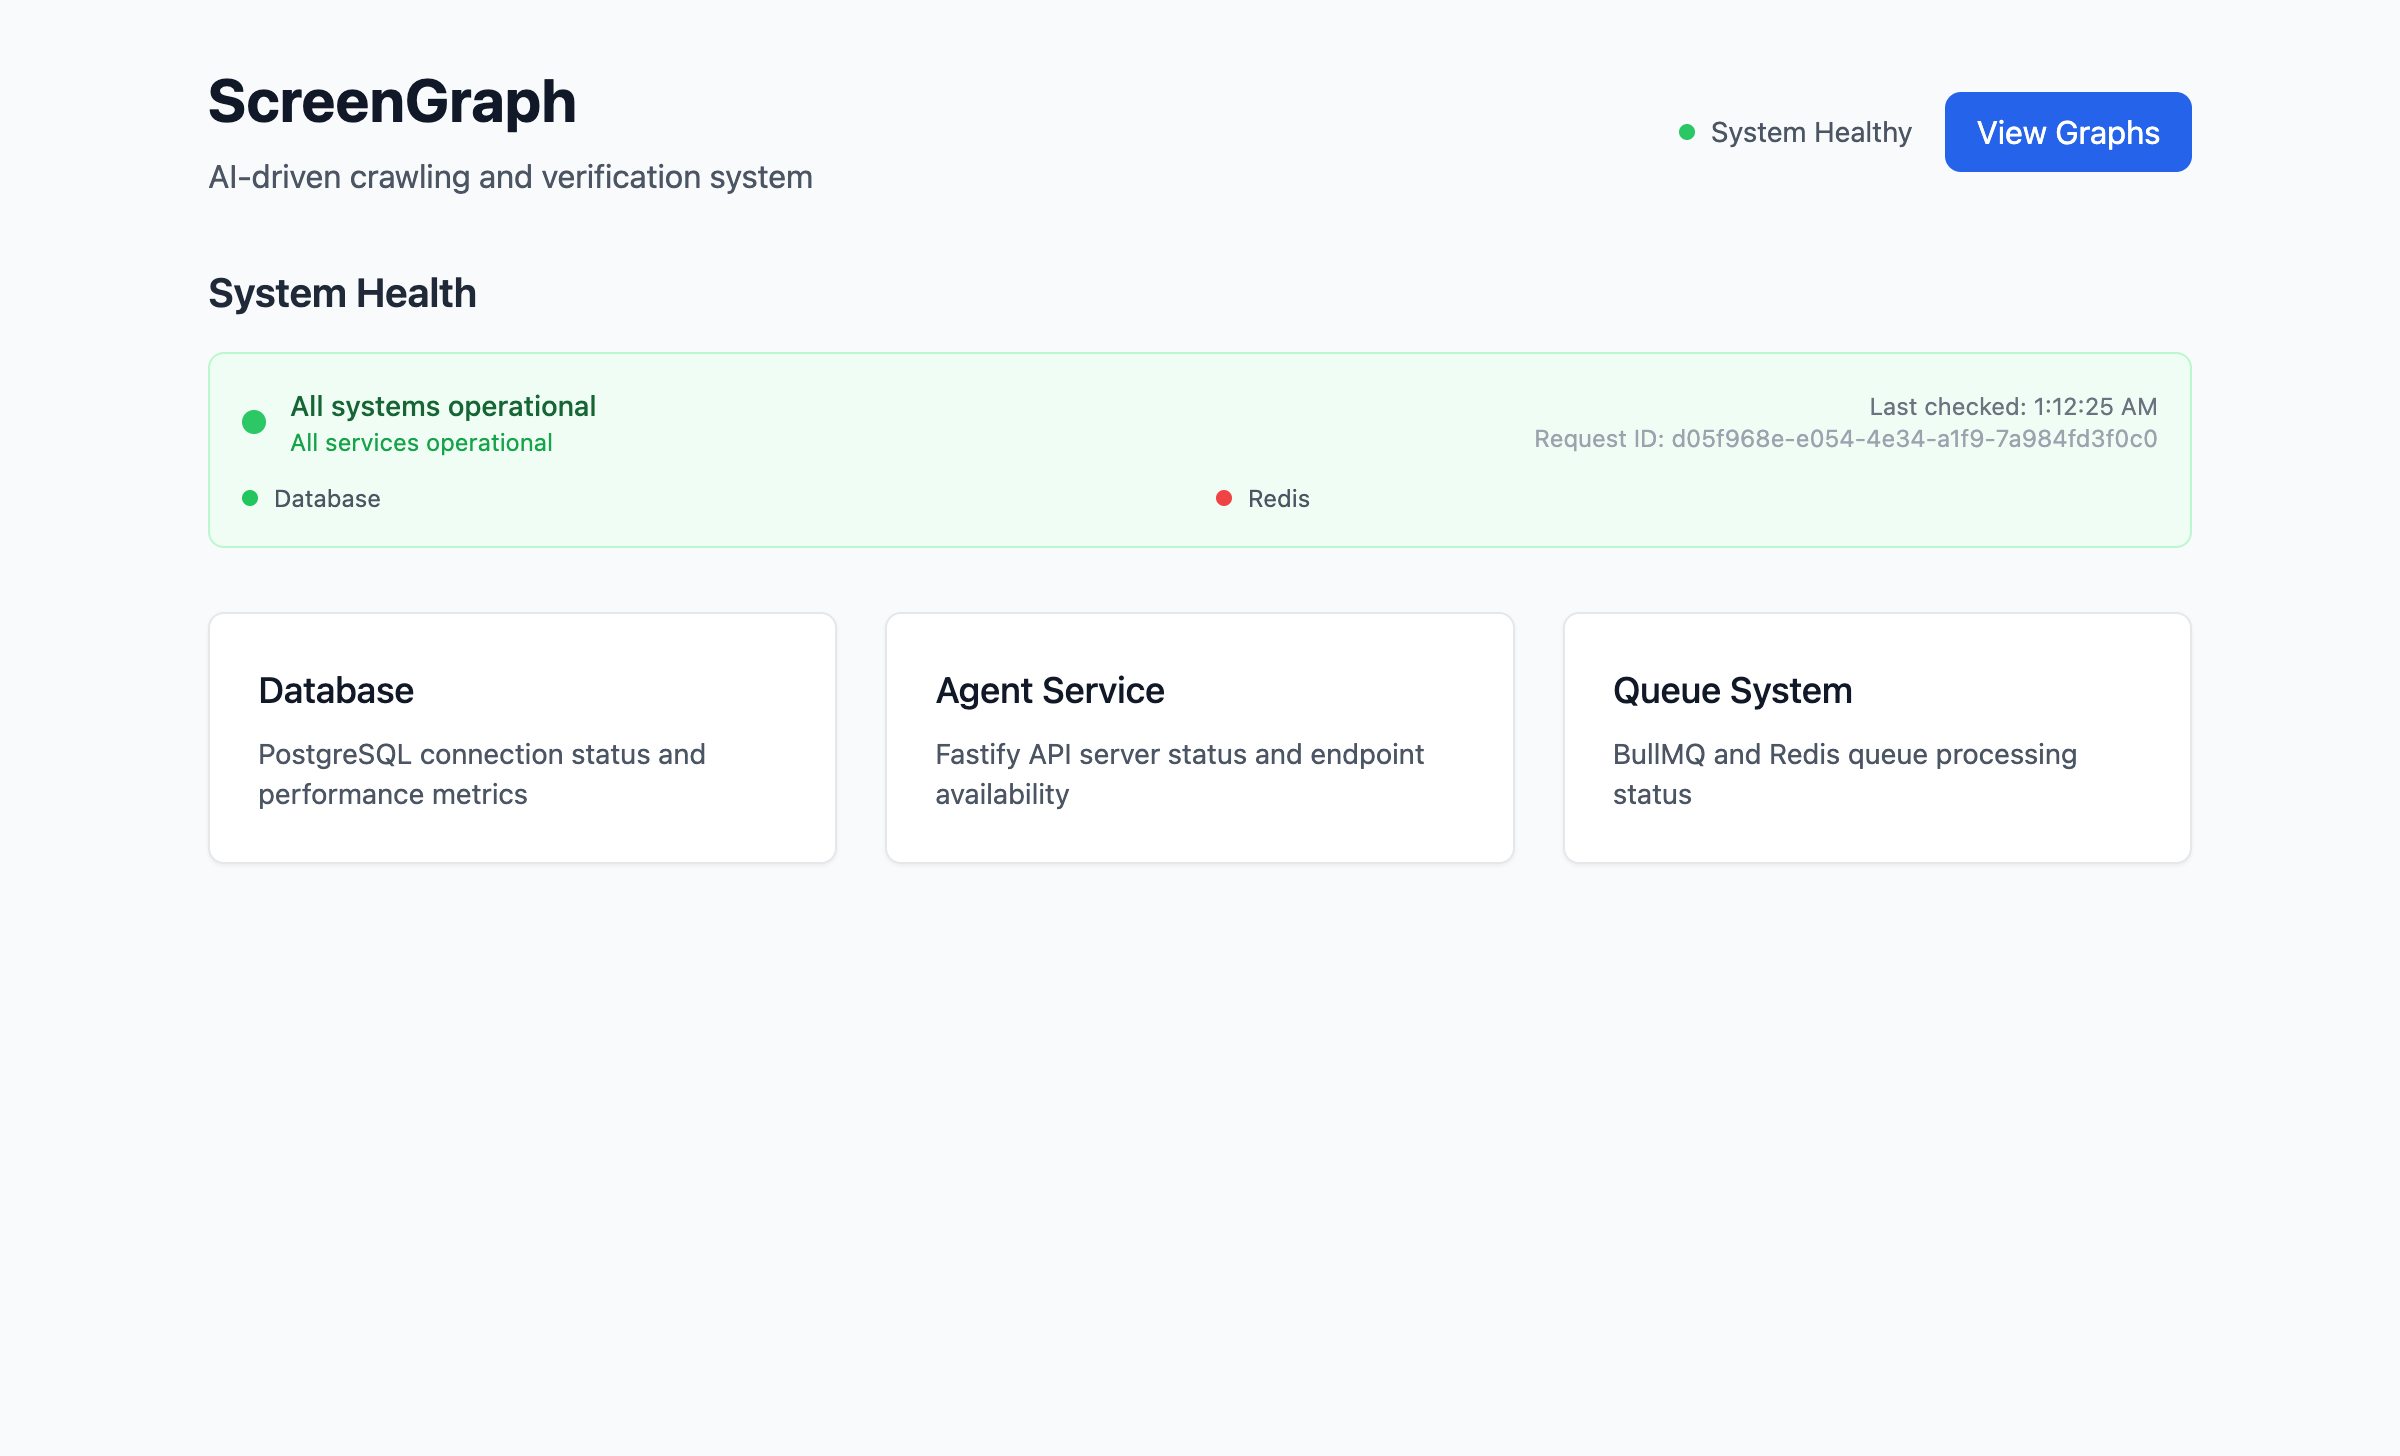 ScreenGraph
AI-driven crawling and verification system
System Healthy
View Graphs
System Health
All systems operational
All services operational
Last checked: 1:12:25 AM
Request ID: d05f968e-e054-4e34-a1f9-7a984fd3f0c0
Database
Redis
Database
PostgreSQL connection status and
performance metrics
Agent Service
Fastify API server status and endpoint
availability
Queue System
BullMQ and Redis queue processing
status